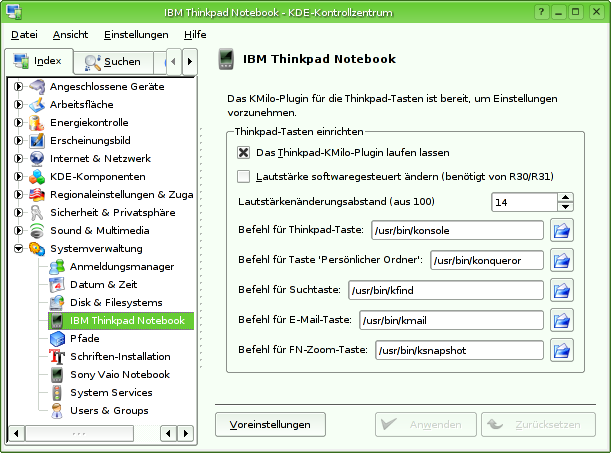 IBM Thinkpad Notebook - KDE-Kontrollzentrum
Datei Ansicht Einstellungen Hilfe
Index Suchen
Angeschlossene Geräte
Arbeitsfläche
Energiekontrolle
Erscheinungsbild
Internet & Netzwerk
KDE-Komponenten
Regionaleinstellungen & Zuga
Sicherheit & Privatsphäre
Sound & Multimedia
Systemverwaltung
Anmeldungsmanager
Datum & Zeit
Disk & Filesystems
IBM Thinkpad Notebook
Pfade
Schriften-Installation
Sony Vaio Notebook
System Services
Users & Groups
IBM Thinkpad Notebook
Das KMilo-Plugin für die Thinkpad-Tasten ist bereit, um Einstellungen
vorzunehmen.
Thinkpad-Tasten einrichten
Das Thinkpad-KMilo-Plugin laufen lassen
Lautstärke softwaregesteuert ändern (benötigt von R30/R31)
Lautstärkenänderungsabstand (aus 100) 14
Befehl für Thinkpad-Taste: /usr/bin/konsole
Befehl für Taste 'Persönlicher Ordner': /usr/bin/konqueror
Befehl für Suchtaste: /usr/bin/kfind
Befehl für E-Mail-Taste: /usr/bin/kmail
Befehl für FN-Zoom-Taste: /usr/bin/ksnapshot
Voreinstellungen Anwenden Zurücksetzen